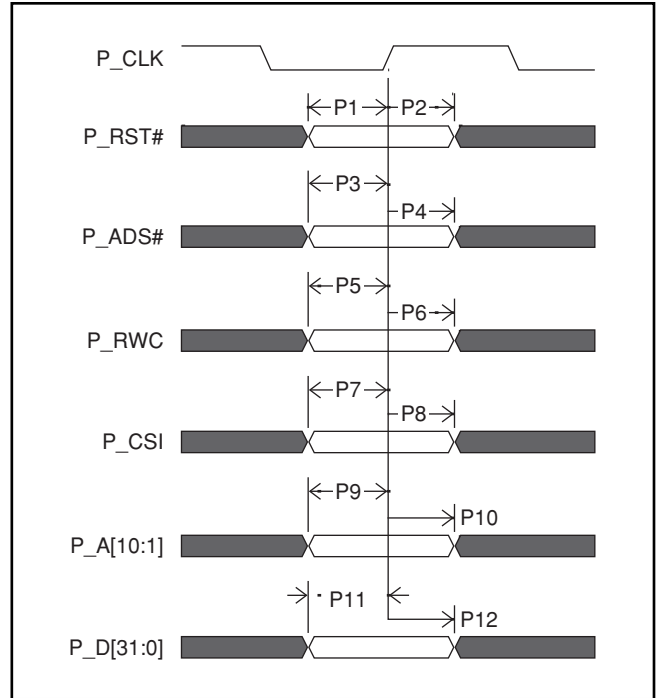 P_CLK
P1 P2
P_RST#
P3
P4
P_ADS#
P5
P6
P_RWC
P7
P8
P_CSI
P9
P10
P_A[10:1]
P11
P12
P_D[31:0]